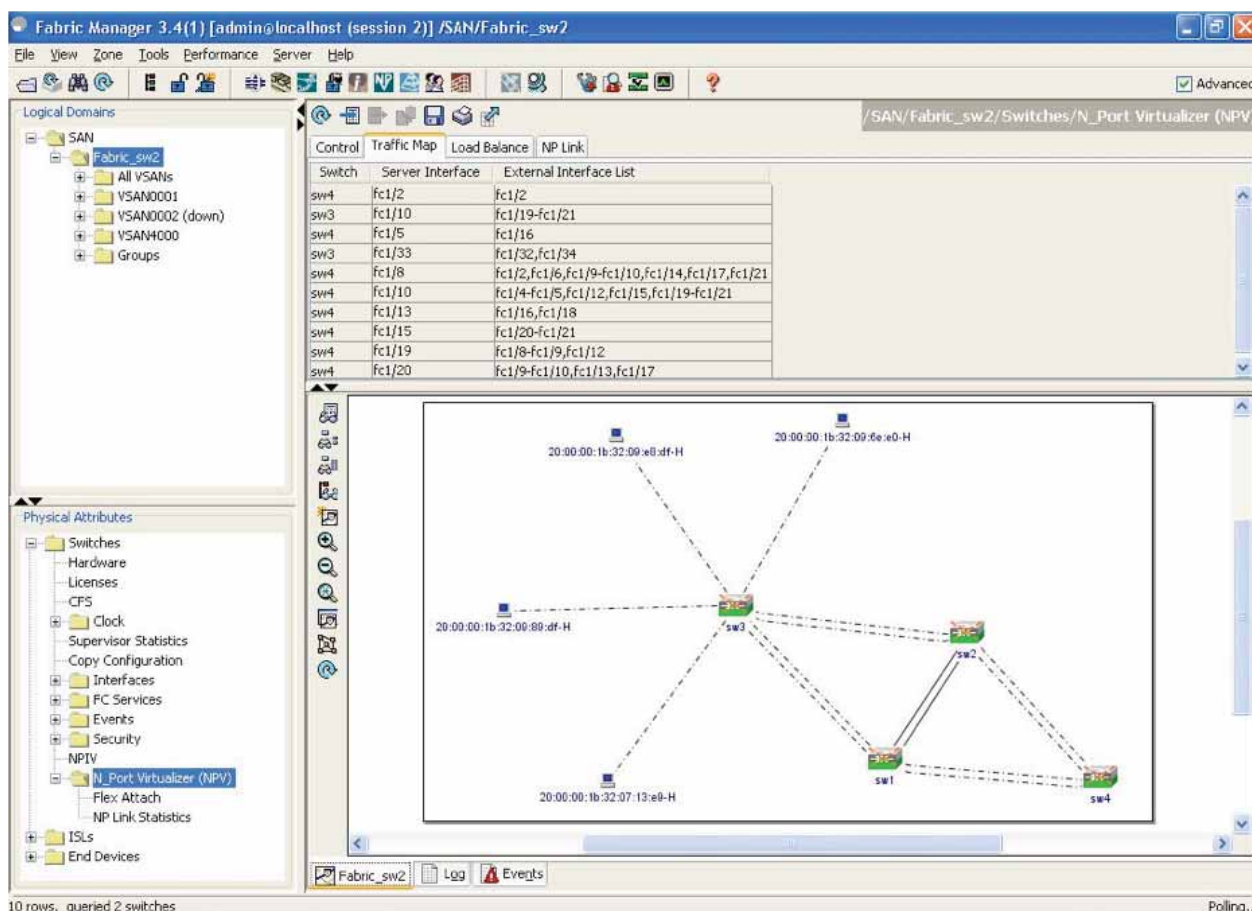 Fabric Manager 3.4(1) [admin@localhost (session 2)] /SAN/Fabric_sw2
File View Zone Tools Performance Server Help
Advanced
Logical Domains
SAN
Fabric_sw2
All VSANs
VSAN0001
VSAN0002 (down)
VSAN4000
Groups
/SAN/Fabric_sw2/Switches/N_Port Virtualizer (NPV)
Control Traffic Map Load Balance NP Link
Switch Server Interface External Interface List
sw4 fc1/2 fc1/2
sw3 fc1/10 fc1/19-fc1/21
sw4 fc1/5 fc1/16
sw3 fc1/33 fc1/32,fc1/34
sw4 fc1/8 fc1/2,fc1/6,fc1/9-fc1/10,fc1/14,fc1/17,fc1/21
sw4 fc1/10 fc1/4-fc1/5,fc1/12,fc1/15,fc1/19-fc1/21
sw4 fc1/13 fc1/16,fc1/18
sw4 fc1/15 fc1/20-fc1/21
sw4 fc1/19 fc1/8-fc1/9,fc1/12
sw4 fc1/20 fc1/9-fc1/10,fc1/13,fc1/17
Physical Attributes
Switches
Hardware
Licenses
CFS
Clock
Supervisor Statistics
Copy Configuration
Interfaces
FC Services
Events
Security
NPIV
N_Port Virtualizer (NPV)
Flex Attach
NP Link Statistics
ISLs
End Devices
20:00:00:1b:32:09:6e:e0-H
20:00:00:1b:32:09:e8:df-H
20:00:00:1b:32:09:89:df-H
sw3
sw2
sw1
sw4
20:00:00:1b:32:07:13:e9-H
Fabric_sw2 Log Events
10 rows, queried 2 switches
Polling.